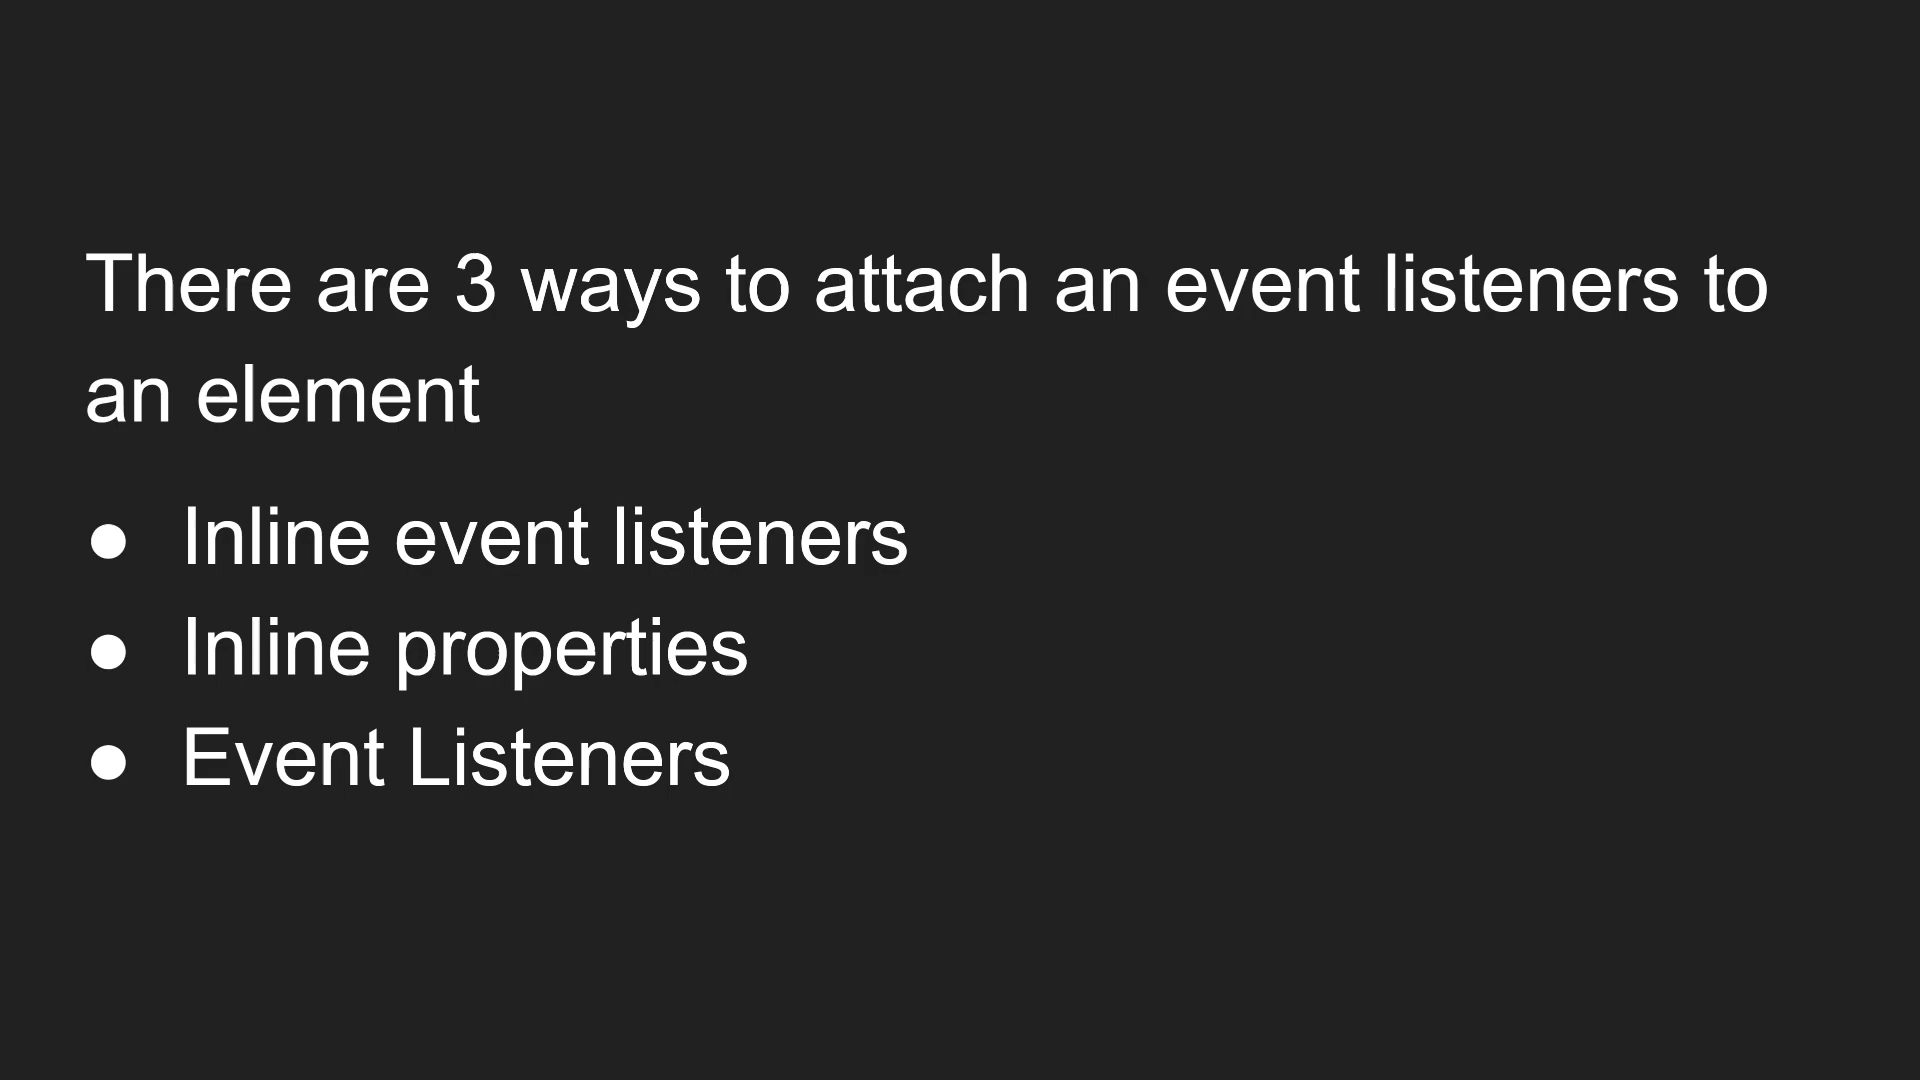 There are 3 ways to attach an event listeners to
an element
● Inline event listeners
● Inline properties
● Event Listeners